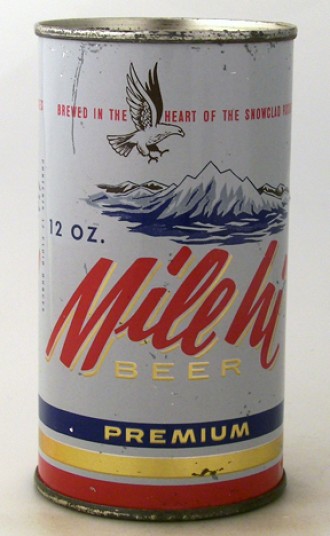 BREWED IN THE HEART OF THE SNOWCLAD
12 OZ.
Mile hi
BEER
PREMIUM